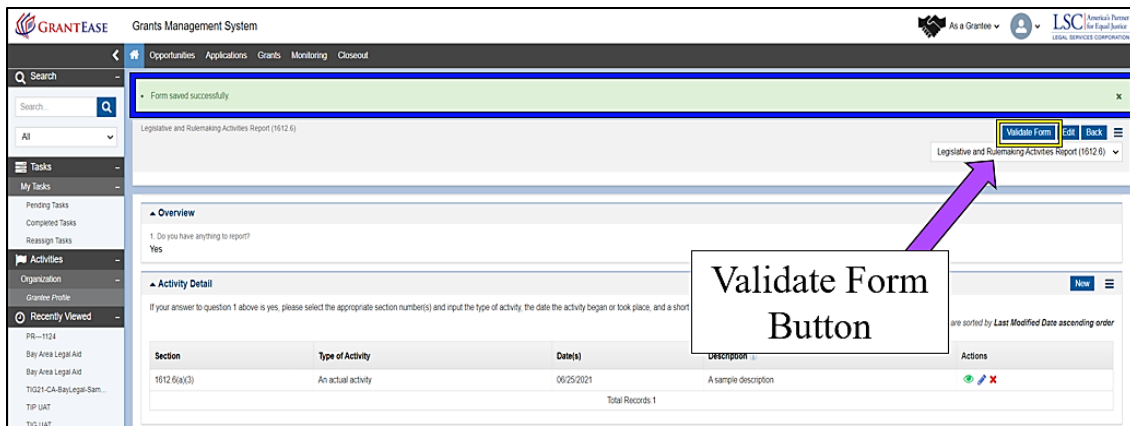 GRANTEASE Grants Management System As a Grantee LSC America's Partner for Equal Justice
LEGAL SERVICES CORPORATION
Opportunities Applications Grants Monitoring Closeout
Search
Search...
All
Tasks
My Tasks
Pending Tasks
Completed Tasks
Reassign Tasks
Activities
Organization
Grantee Profile
Recently Viewed
PR---1124
Bay Area Legal Aid
Bay Area Legal Aid
TIG21-CA-BayLegal-Sam...
TIP UAT
TIG UAT
Form saved successfully. x
Legislative and Rulemaking Activities Report (1612.6) Validate Form Edit Back
Legislative and Rulemaking Activities Report (1612.6)
Overview
1. Do you have anything to report?
Yes
Activity Detail New
If your answer to question 1 above is yes, please select the appropriate section number(s) and input the type of activity, the date the activity began or took place, and a short
are sorted by Last Modified Date ascending order
Validate Form
Button
Section Type of Activity Date(s) Description Actions
1612.6(a)(3) An actual activity 06/25/2021 A sample description
Total Records:1